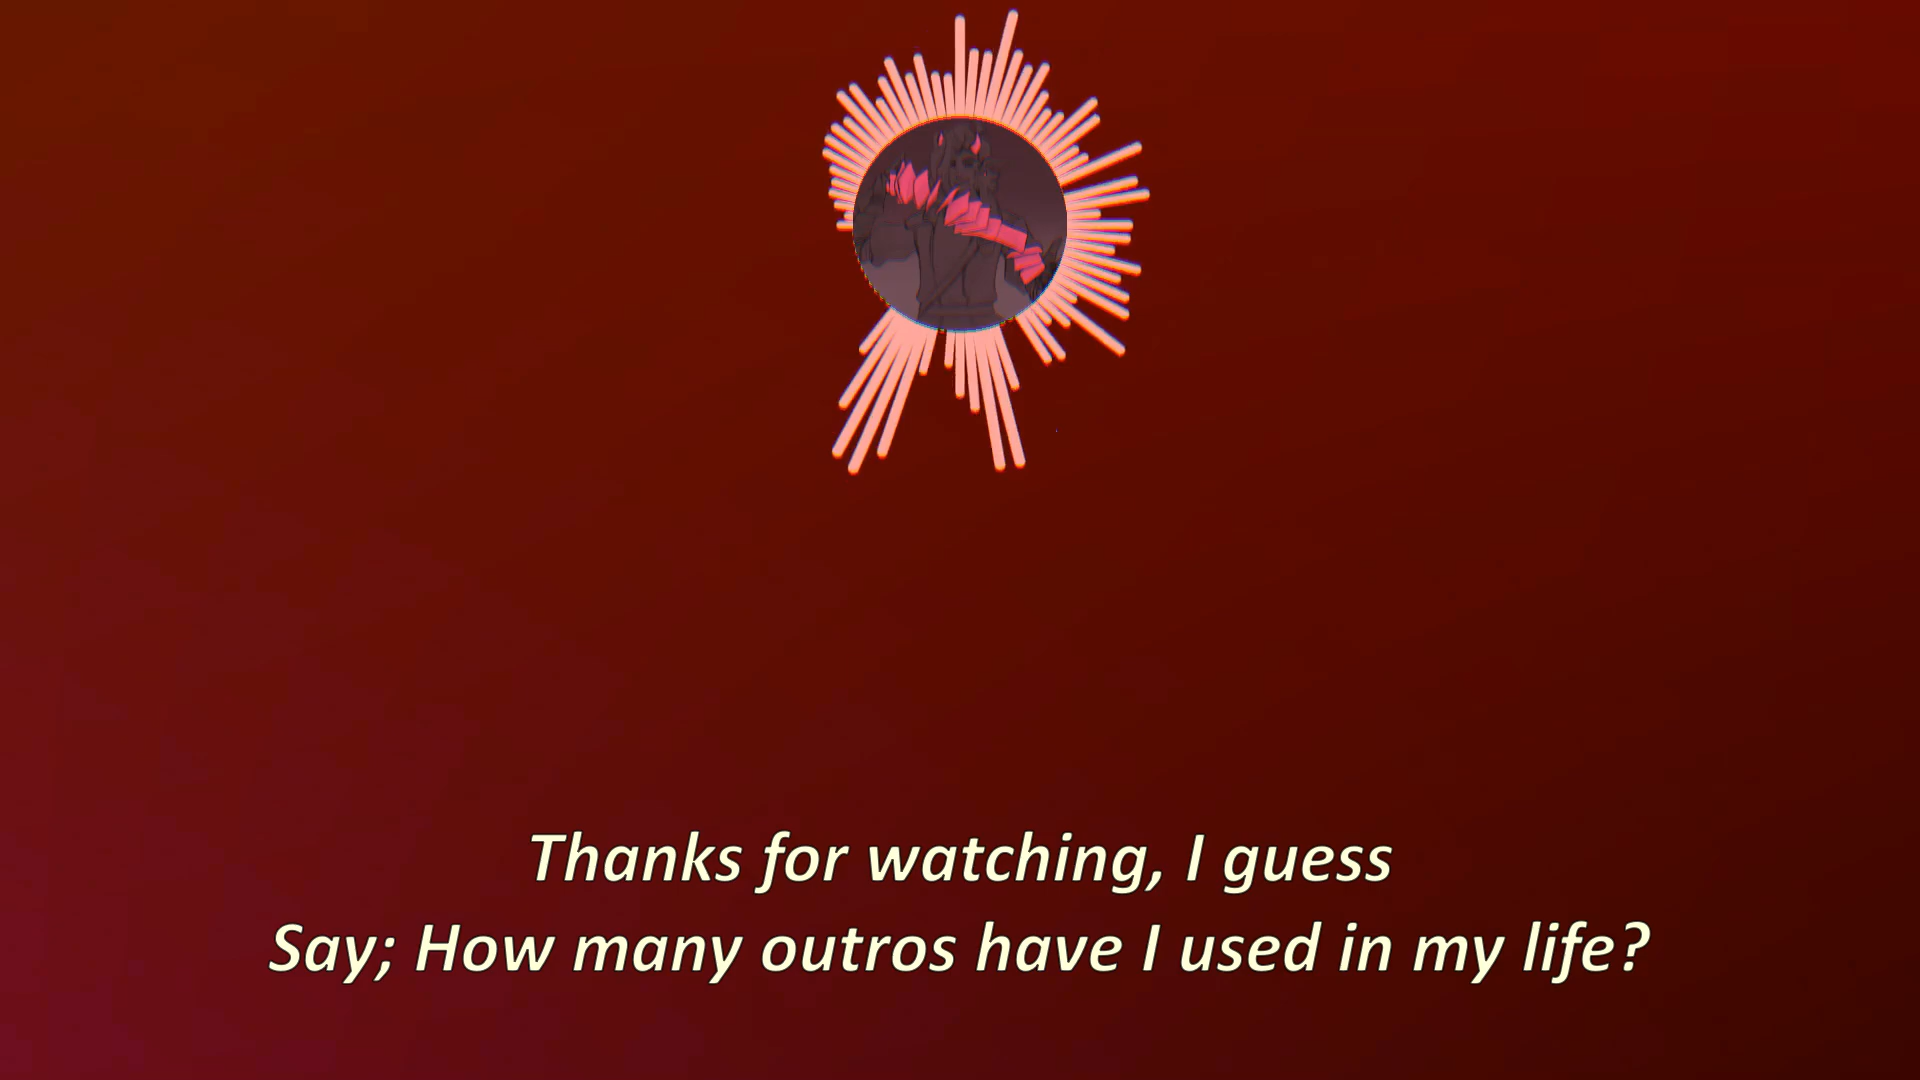 Thanks for watching, I guess
Say; How many outros have I used in my life?